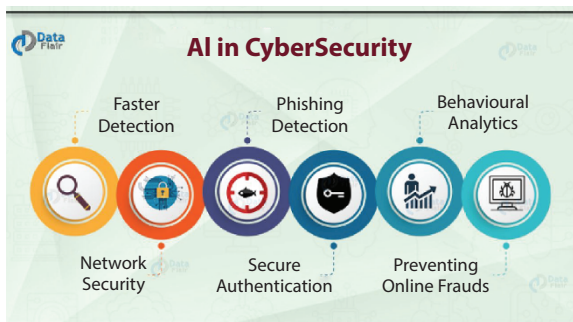 Data
Flair
AI in CyberSecurity
Faster
Detection
Phishing
Detection
Behavioural
Analytics
Network
Security
Secure
Authentication
Preventing
Online Frauds